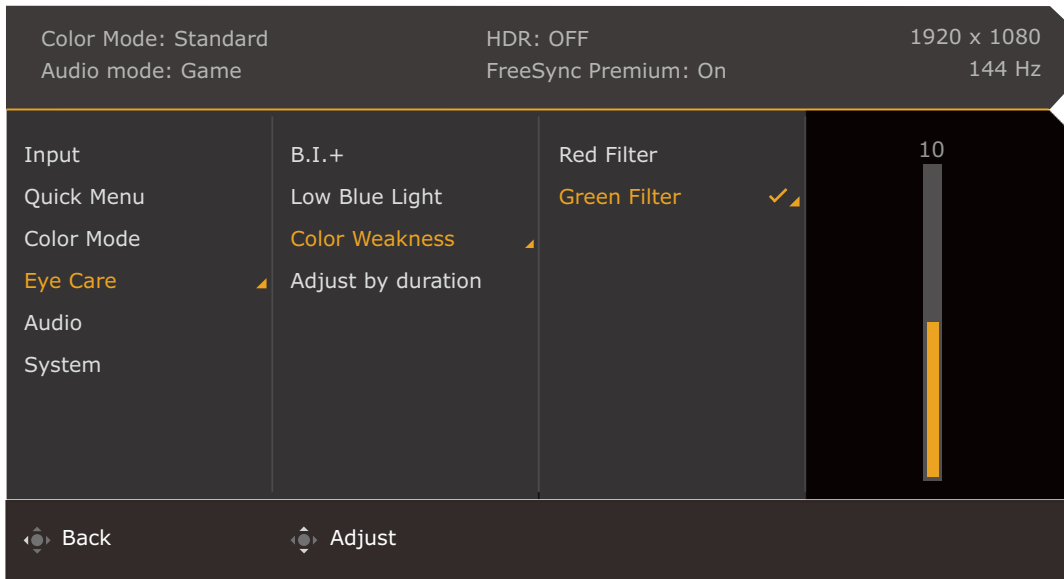 Color Mode: Standard
HDR: OFF
1920 x 1080
Audio mode: Game
FreeSync Premium: On
144 Hz
Input
Quick Menu
Color Mode
Eye Care
Audio
System
B.I.+
Low Blue Light
Color Weakness
Adjust by duration
Red Filter
Green Filter
10
Back
Adjust